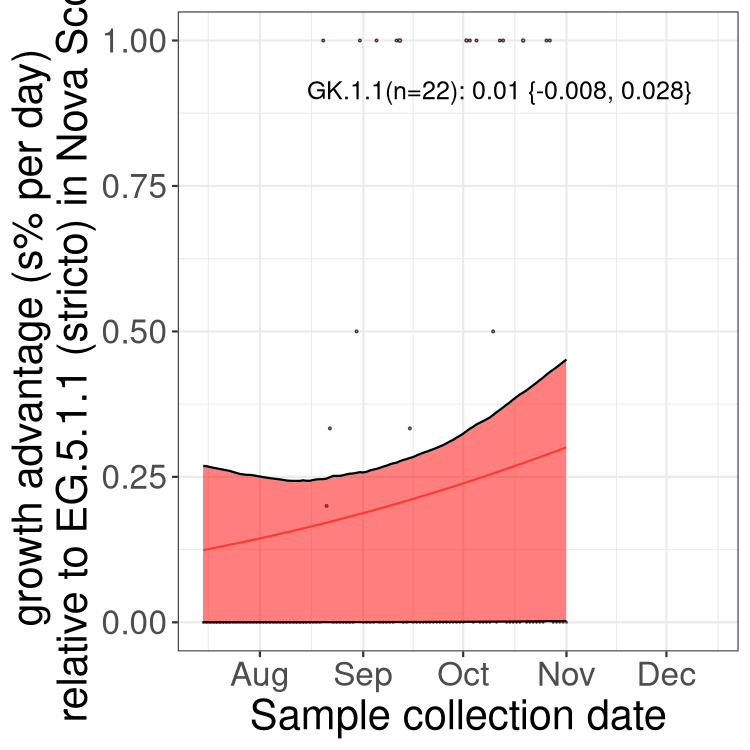 growth advantage (s% per day)
relative to EG.5.1.1 (stricto) in Nova Sco
1.00
0.75
0.50
0.25
0.00
GK.1.1(n=22): 0.01 {-0.008, 0.028}
Aug Sep Oct Nov Dec
Sample collection date